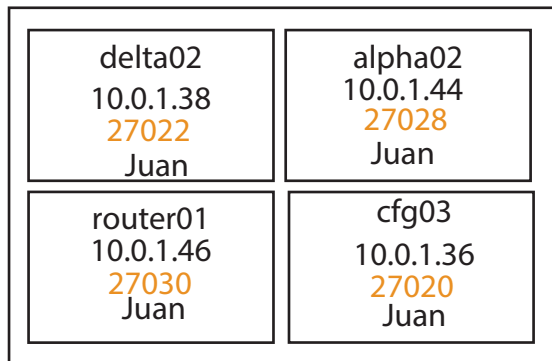 delta02
10.0.1.38
27022
Juan
alpha02
10.0.1.44
27028
Juan
router01
10.0.1.46
27030
Juan
cfg03
10.0.1.36
27020
Juan